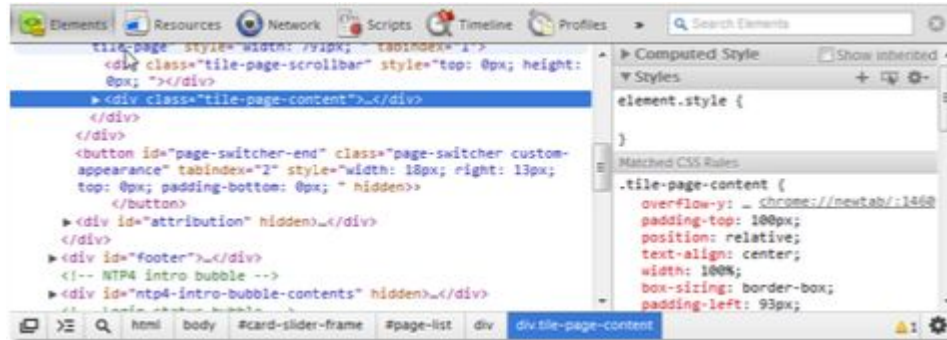 Elements Resources Network Scripts Timeline Profiles » Search Elements
tile-page" style="width: 791px; " tabindex="1">
<div class="tile-page-scrollbar" style="top: 0px; height:
0px; "></div>
▶<div class="tile-page-content">…</div>
</div>
</div>
<button id="page-switcher-end" class="page-switcher custom-
appearance" tabindex="2" style="width: 18px; right: 13px;
top: 0px; padding-bottom: 0px; " hidden>»
</button>
▶<div id="attribution" hidden>…</div>
</div>
▶<div id="footer">…</div>
<!-- NTP4 intro bubble -->
▶<div id="ntp4-intro-bubble-contents" hidden>…</div>
<!-- login status bubble -->
▶ Computed Style Show inherited
▼ Styles
element.style {
}
Matched CSS Rules
.tile-page-content {
overflow-y: … chrome://newtab/:1460
padding-top: 100px;
position: relative;
text-align: center;
width: 100%;
box-sizing: border-box;
padding-left: 93px;
html body #card-slider-frame #page-list div div.tile-page-content 1